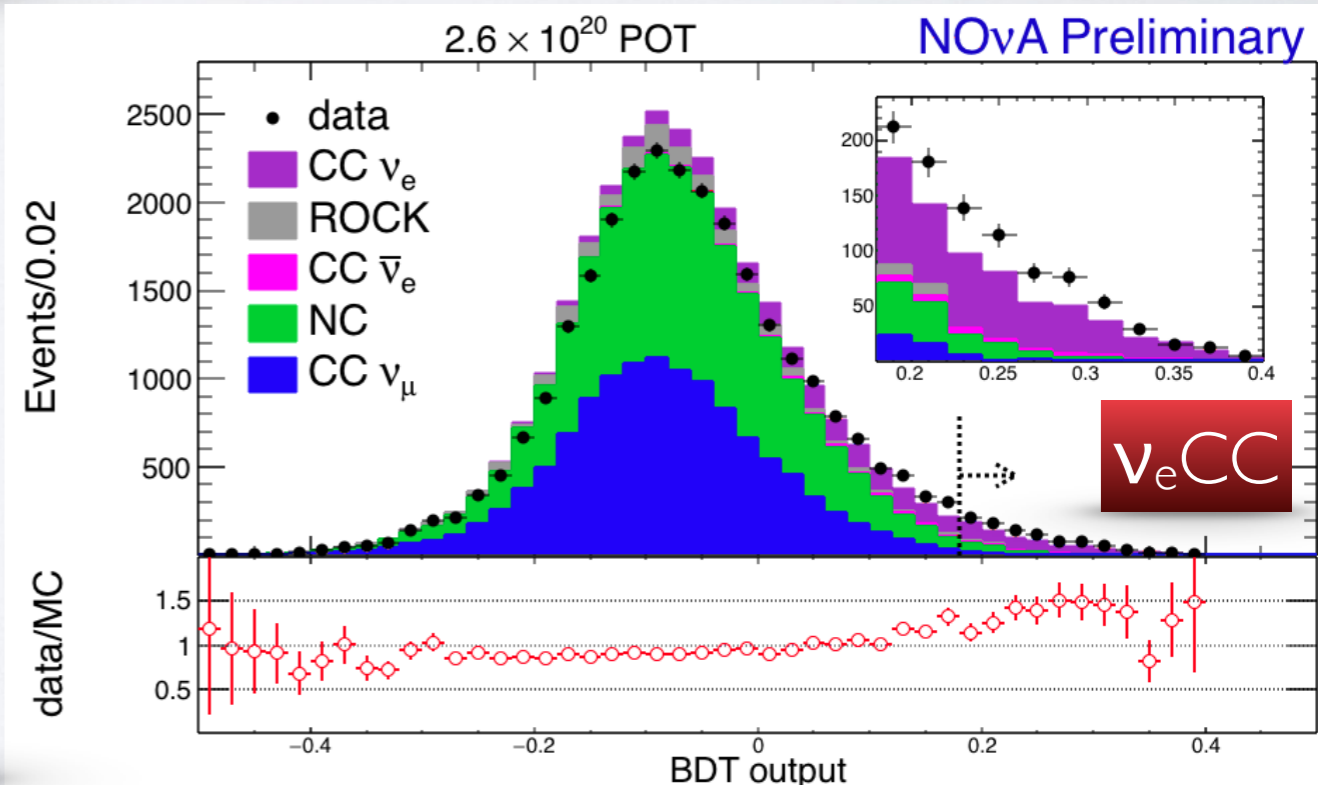 2.6 × 10²⁰ POT
NOνA Preliminary
Events/0.02
2500
2000
1500
1000
500
data
CC νₑ
ROCK
CC ν̅ₑ
NC
CC ν_μ
200
150
100
50
0.2 0.25 0.3 0.35 0.4
νₑCC
data/MC
1.5
1
0.5
−0.4 −0.2 0 0.2 0.4
BDT output